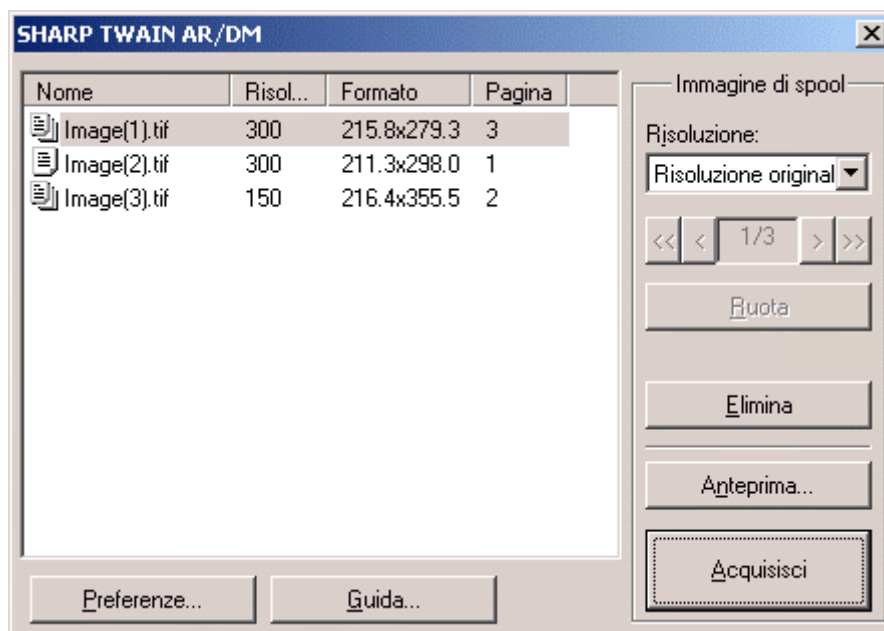 SHARP TWAIN AR/DM
Nome Risol... Formato Pagina
Image(1).tif 300 215.8x279.3 3
Image(2).tif 300 211.3x298.0 1
Image(3).tif 150 216.4x355.5 2
Preferenze...
Guida...
Immagine di spool
Risoluzione:
Risoluzione original
<< < 1/3 > >>
Ruota
Elimina
Anteprima...
Acquisisci